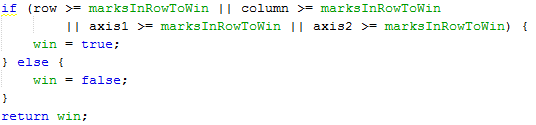 if (row >= marksInRowToWin || column >= marksInRowToWin
|| axis1 >= marksInRowToWin || axis2 >= marksInRowToWin) {
win = true;
} else {
win = false;
}
return win;